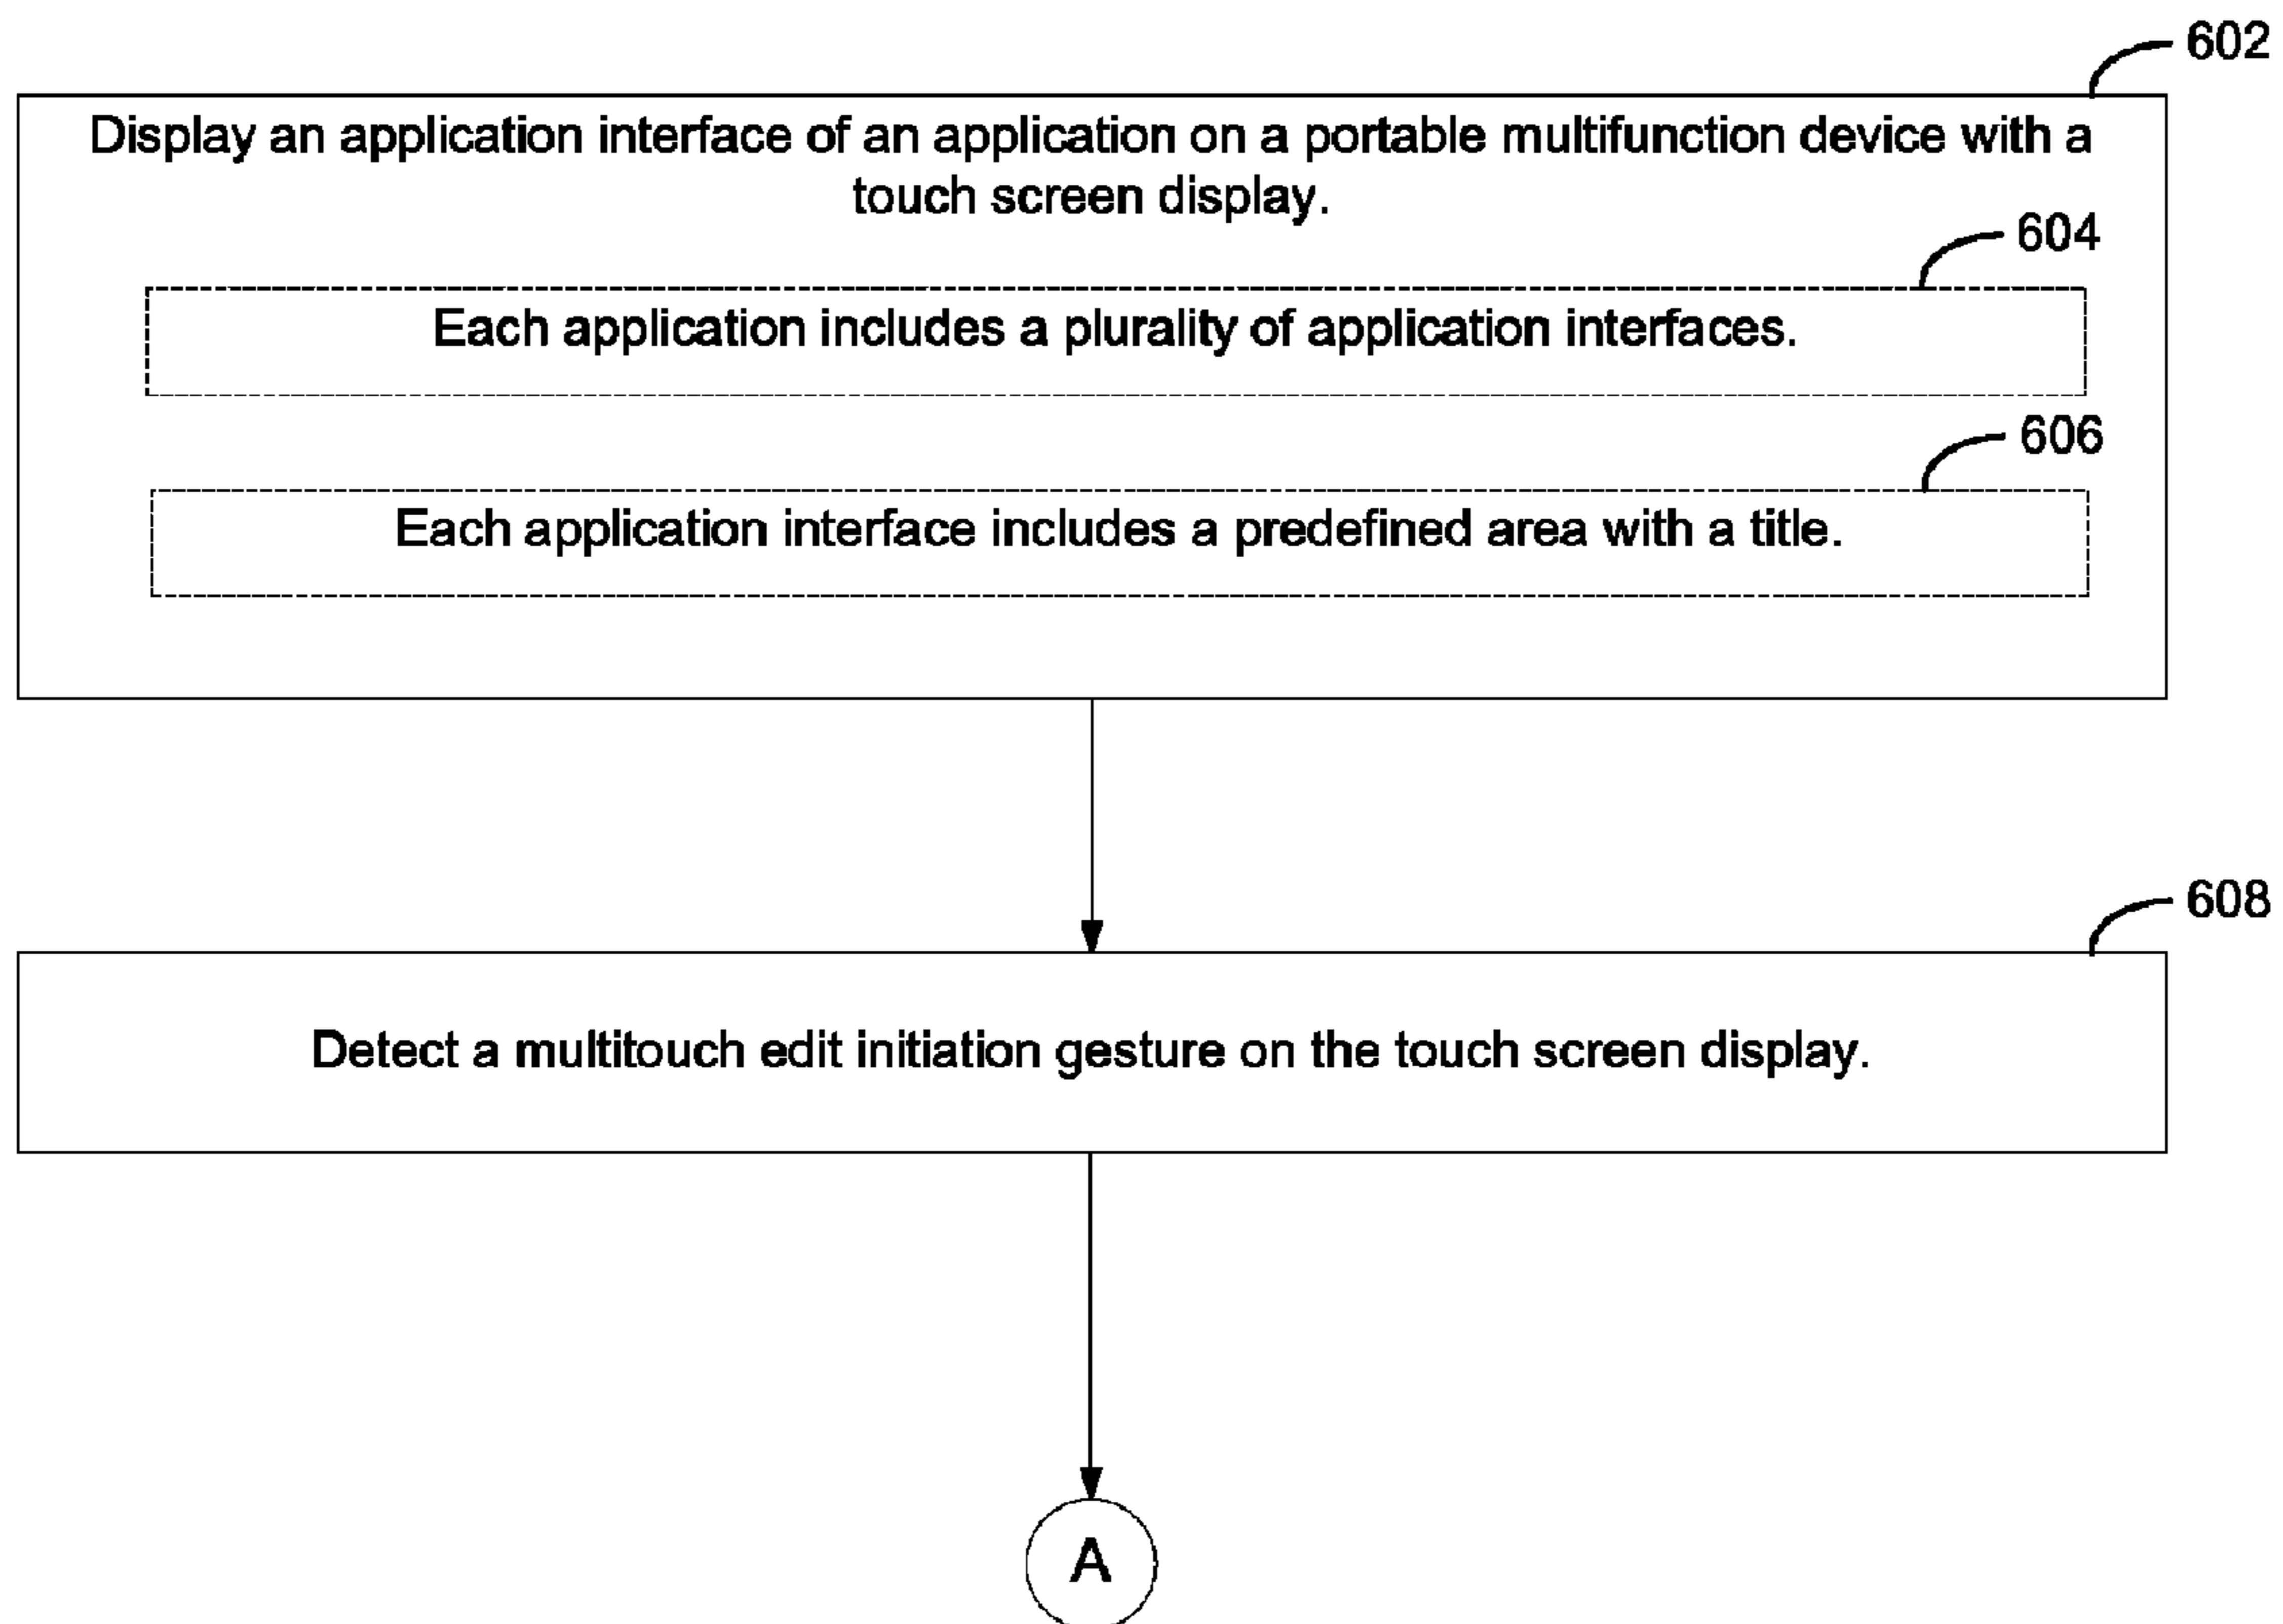 602
Display an application interface of an application on a portable multifunction device with a
touch screen display.
604
Each application includes a plurality of application interfaces.
606
Each application interface includes a predefined area with a title.
608
Detect a multitouch edit initiation gesture on the touch screen display.
A